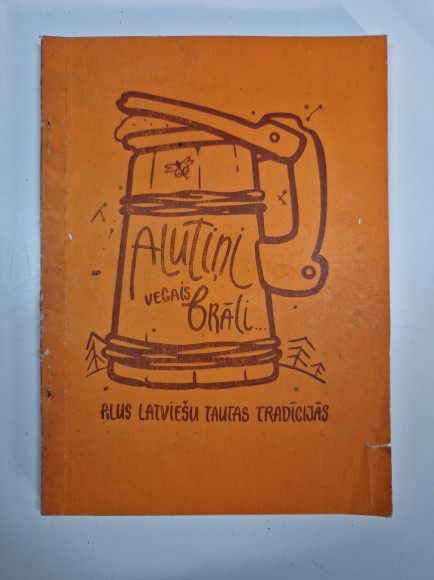 ALUTIŅI
VECAIS
BRĀLI...
ALUS LATVIEŠU TAUTAS TRADĪCIJĀS